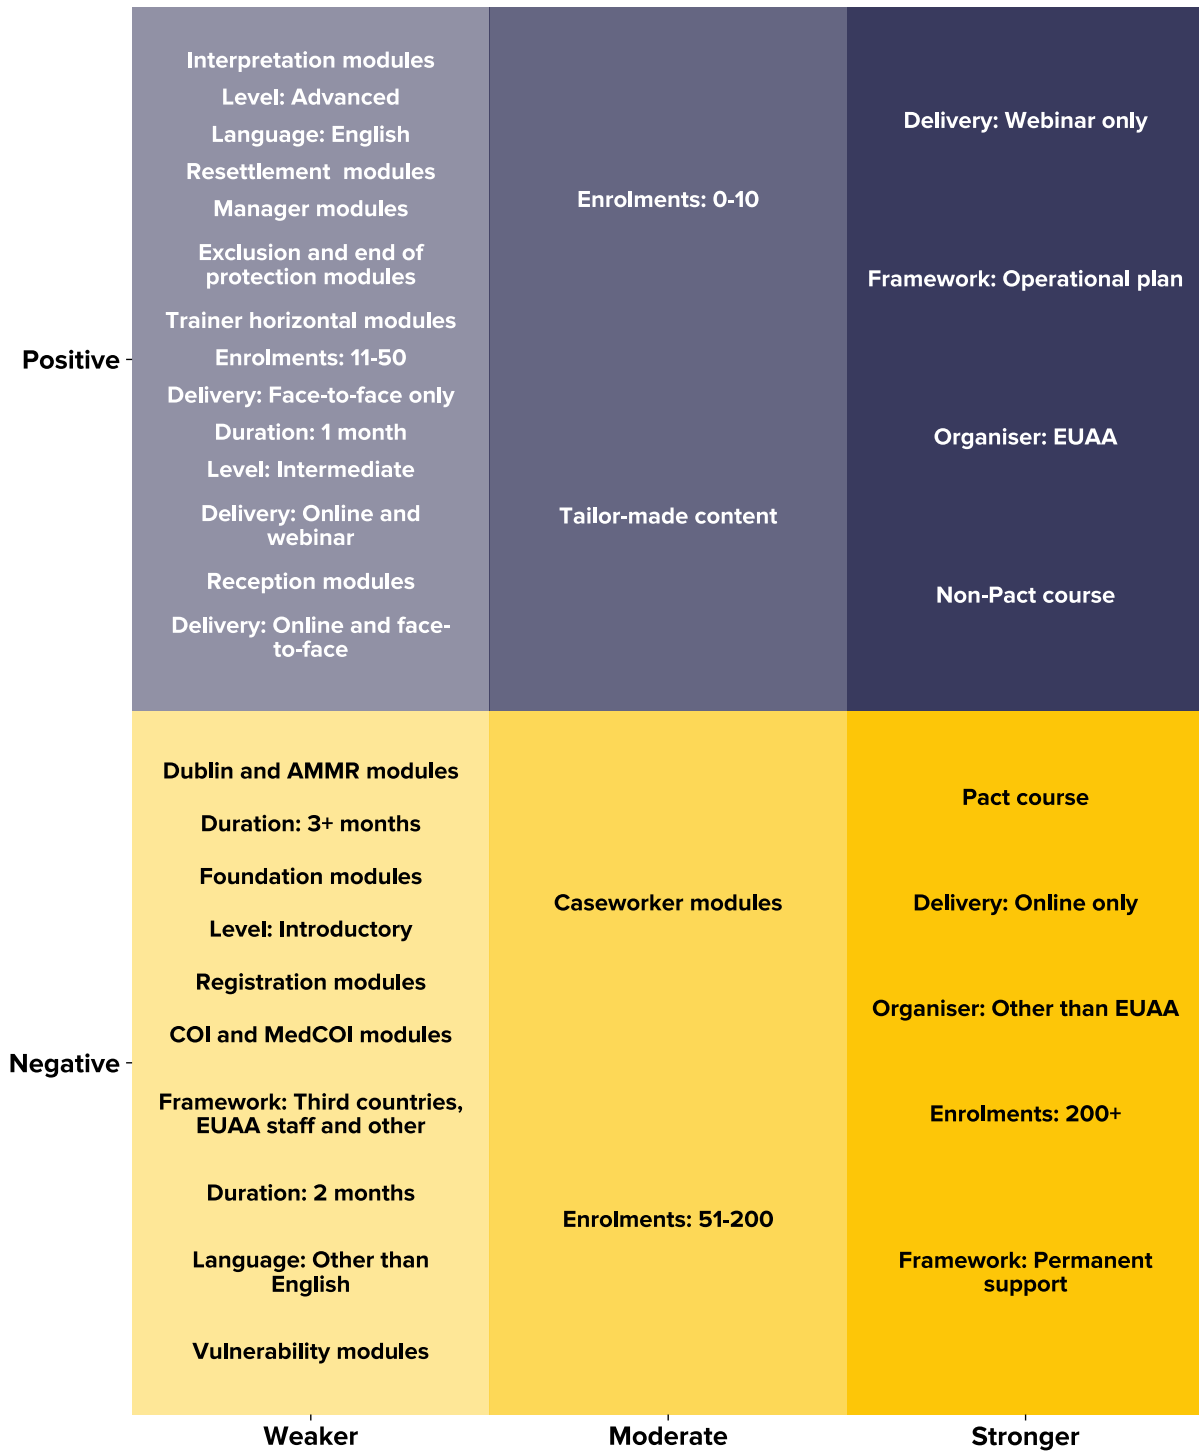 Interpretation modules
Level: Advanced
Language: English
Resettlement  modules
Manager modules
Exclusion and end of
protection modules
Trainer horizontal modules
Enrolments: 11-50
Delivery: Face-to-face only
Duration: 1 month
Level: Intermediate
Delivery: Online and
webinar
Reception modules
Delivery: Online and face-
to-face
Enrolments: 0-10
Tailor-made content
Delivery: Webinar only
Framework: Operational plan
Organiser: EUAA
Non-Pact course
Positive
Dublin and AMMR modules
Duration: 3+ months
Foundation modules
Level: Introductory
Registration modules
COI and MedCOI modules
Framework: Third countries,
EUAA staff and other
Duration: 2 months
Language: Other than
English
Vulnerability modules
Caseworker modules
Enrolments: 51-200
Pact course
Delivery: Online only
Organiser: Other than EUAA
Enrolments: 200+
Framework: Permanent
support
Negative
Weaker
Moderate
Stronger